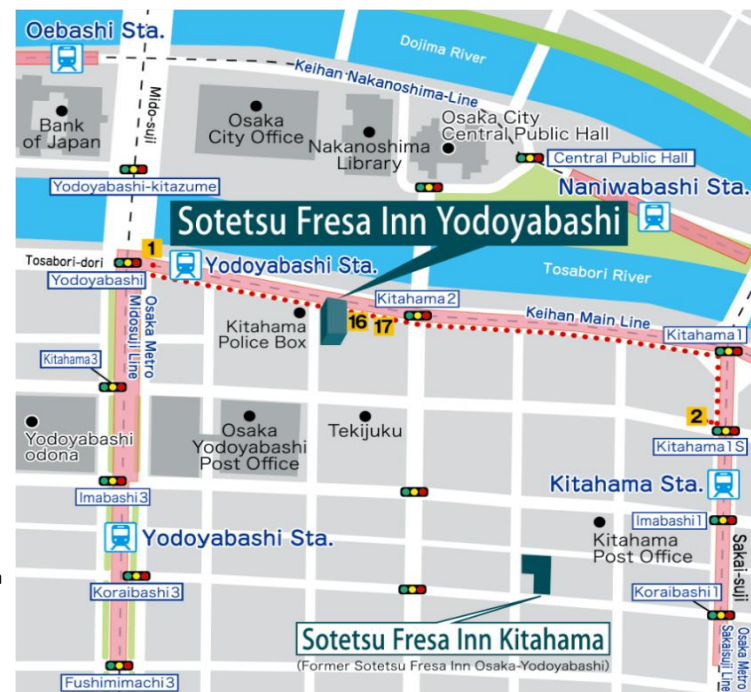 Oebashi Sta.
Dojima River
Keihan Nakanoshima-Line
Mido-suji
Bank
of Japan
Osaka
City Office
Nakanoshima
Library
Osaka City
Central Public Hall
Central Public Hall
Yodoyabashi-kitazume
Naniwabashi Sta.
Sotetsu Fresa Inn Yodoyabashi
Tosabori-dori
1
Yodoyabashi Sta.
Tosabori River
Yodoyabashi
Kitahama2
Keihan Main Line
Osaka Metro
Midosuji Line
Kitahama
Police Box
16
17
Kitahama1
Kitahama3
2
Yodoyabashi
odona
Osaka
Yodoyabashi
Post Office
Tekijuku
Kitahama1S
Imabashi3
Kitahama Sta.
Yodoyabashi Sta.
Imabashi1
Kitahama
Post Office
Sakai-suji
Koraibashi3
Koraibashi1
Sotetsu Fresa Inn Kitahama
(Former Sotetsu Fresa Inn Osaka-Yodoyabashi)
Osaka Metro
Sakaisuji Line
Fushimimachi3